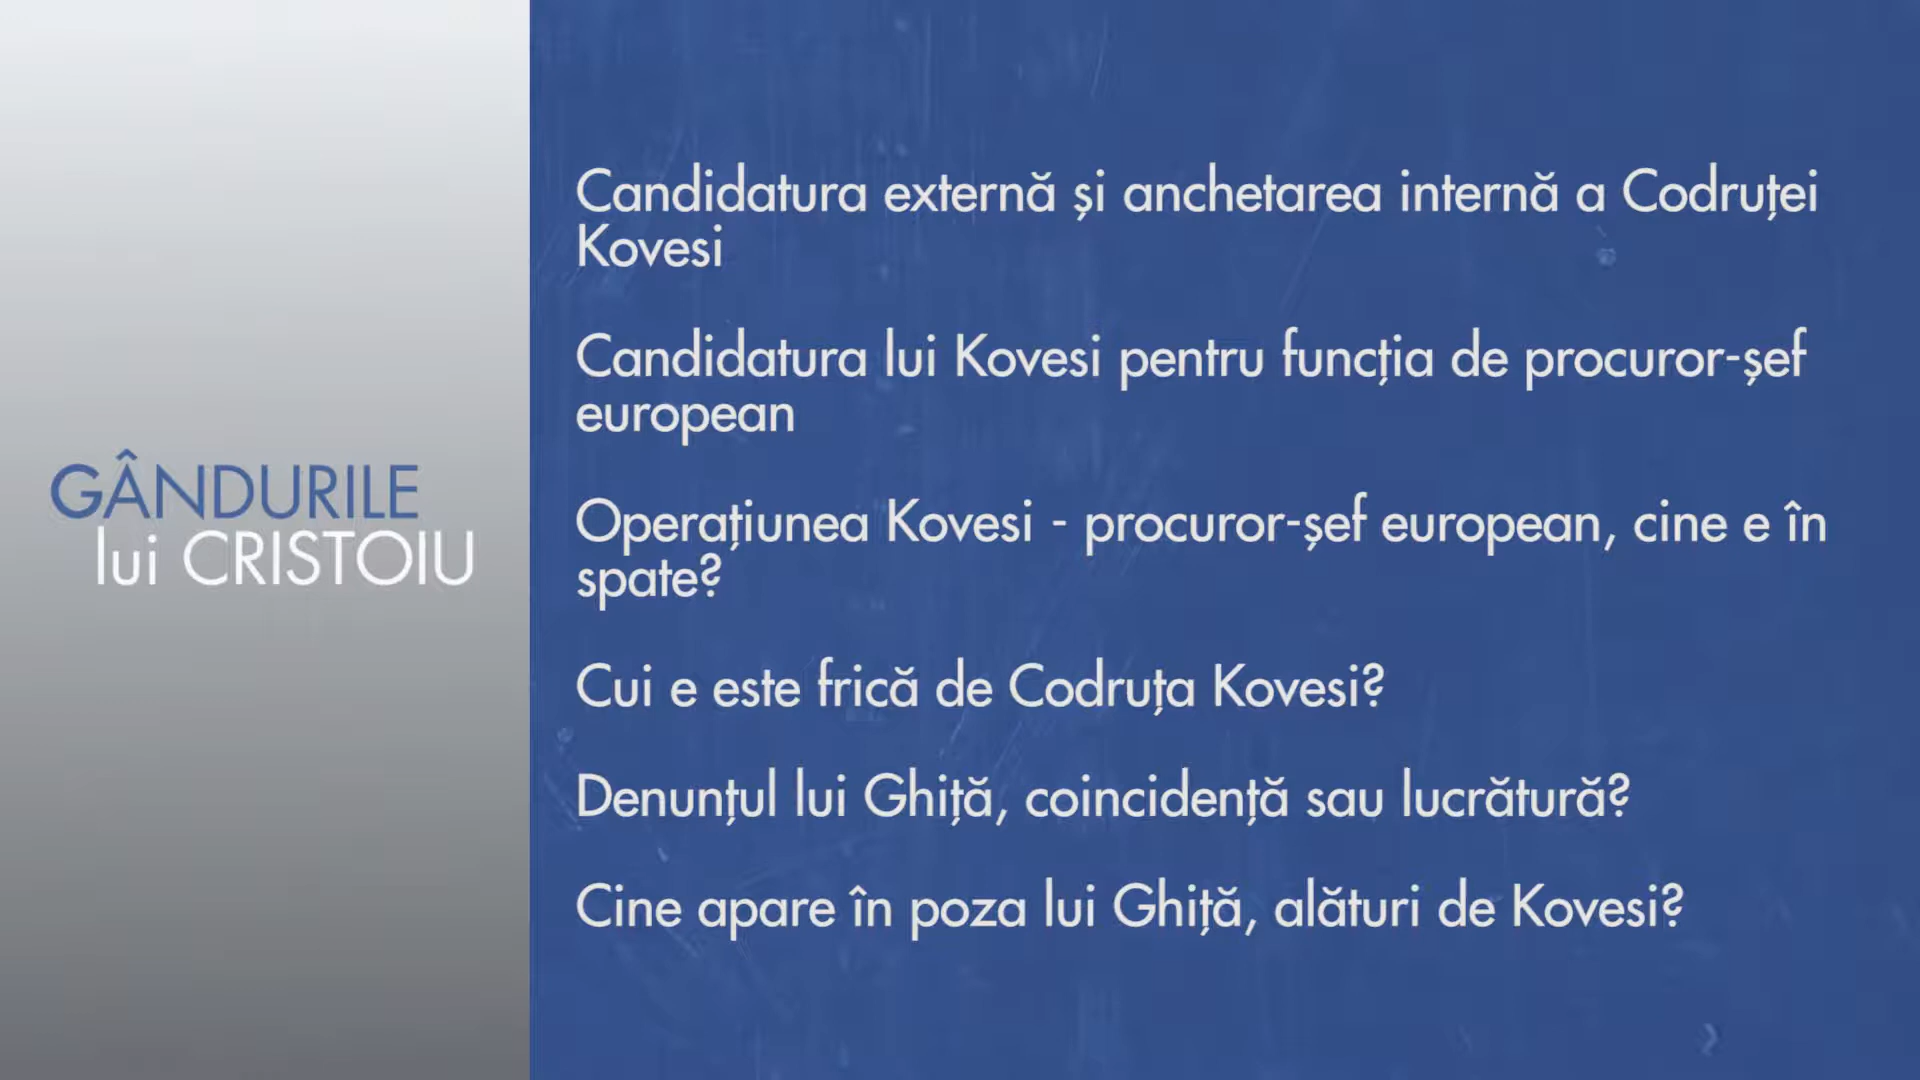 GÂNDURILE
lui CRISTOIU
Candidatura externă și anchetarea internă a Codruței
Kovesi
Candidatura lui Kovesi pentru funcția de procuror-șef
european
Operațiunea Kovesi - procuror-șef european, cine e în
spate?
Cui e este frică de Codruța Kovesi?
Denunțul lui Ghiță, coincidență sau lucrătură?
Cine apare în poza lui Ghiță, alături de Kovesi?